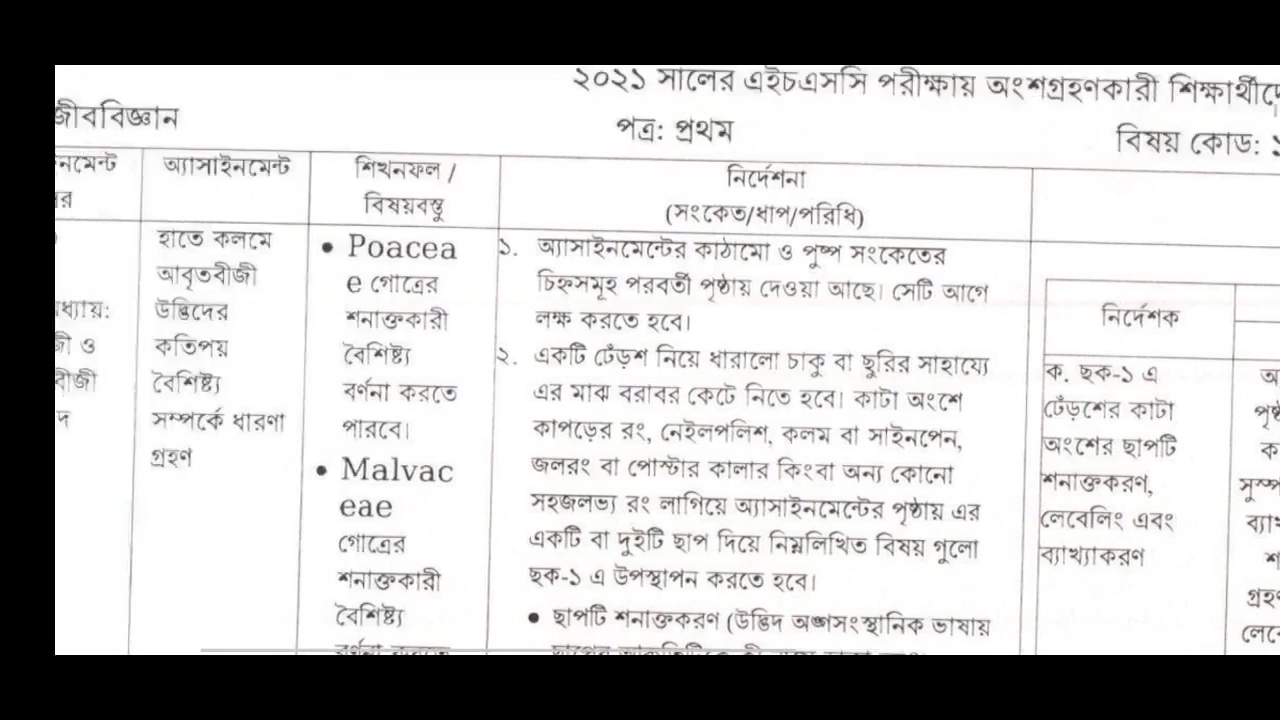 ২০২১ সালের এইচএসসি পরীক্ষায় অংশগ্রহণকারী
জীববিজ্ঞান
পত্র: প্রথম
বিষয় কোড:
অ্যাসাইনমেন্ট
শিখনফল /
বিষয়বস্তু
নির্দেশনা
(সংকেত/ধাপ/পরিধি)
হাতে কলমে
আবৃতবীজী
উদ্ভিদের
কতিপয়
বৈশিষ্ট্য
সম্পর্কে ধারণা
গ্রহণ
• Poacea
e গোত্রের
শনাক্তকারী
বৈশিষ্ট্য
বর্ণনা করতে
পারবে।
• Malvac
eae
গোত্রের
শনাক্তকারী
বৈশিষ্ট্য
১. অ্যাসাইনমেন্টের কাঠামো ও পুষ্প সংকেতের
চিহ্নসমূহ পরবর্তী পৃষ্ঠায় দেওয়া আছে। সেটি আগে
লক্ষ করতে হবে।
২. একটি ঢেঁড়শ নিয়ে ধারালো চাকু বা ছুরির সাহায্যে
এর মাঝ বরাবর কেটে নিতে হবে। কাটা অংশে
কাপড়ের রং, নেইলপলিশ, কলম বা সাইনপেন,
জলরং বা পোস্টার কালার কিংবা অন্য কোনো
সহজলভ্য রং লাগিয়ে অ্যাসাইনমেন্টের পৃষ্ঠায় এর
একটি বা দুইটি ছাপ দিয়ে নিম্নলিখিত বিষয় গুলো
ছক-১ এ উপস্থাপন করতে হবে।
• ছাপটি শনাক্তকরণ (উদ্ভিদ অঙ্গসংস্থানিক ভাষায়
নির্দেশক
ক. ছক-১ এ
ঢেঁড়শের কাটা
অংশের ছাপটি
শনাক্তকরণ,
লেবেলিং এবং
ব্যাখ্যাকরণ